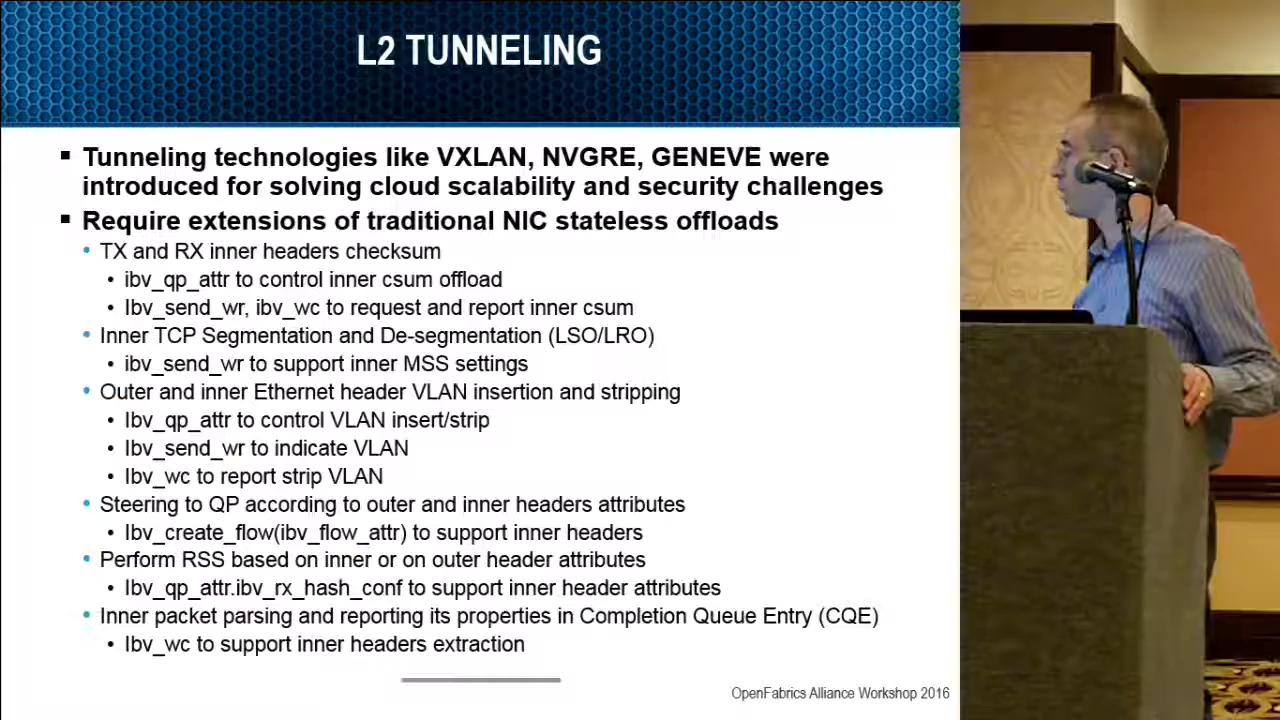 L2 TUNNELING
▪ Tunneling technologies like VXLAN, NVGRE, GENEVE were
introduced for solving cloud scalability and security challenges
▪ Require extensions of traditional NIC stateless offloads
• TX and RX inner headers checksum
• ibv_qp_attr to control inner csum offload
• Ibv_send_wr, ibv_wc to request and report inner csum
• Inner TCP Segmentation and De-segmentation (LSO/LRO)
• ibv_send_wr to support inner MSS settings
• Outer and inner Ethernet header VLAN insertion and stripping
• Ibv_qp_attr to control VLAN insert/strip
• Ibv_send_wr to indicate VLAN
• Ibv_wc to report strip VLAN
• Steering to QP according to outer and inner headers attributes
• Ibv_create_flow(ibv_flow_attr) to support inner headers
• Perform RSS based on inner or on outer header attributes
• Ibv_qp_attr.ibv_rx_hash_conf to support inner header attributes
• Inner packet parsing and reporting its properties in Completion Queue Entry (CQE)
• Ibv_wc to support inner headers extraction
OpenFabrics Alliance Workshop 2016